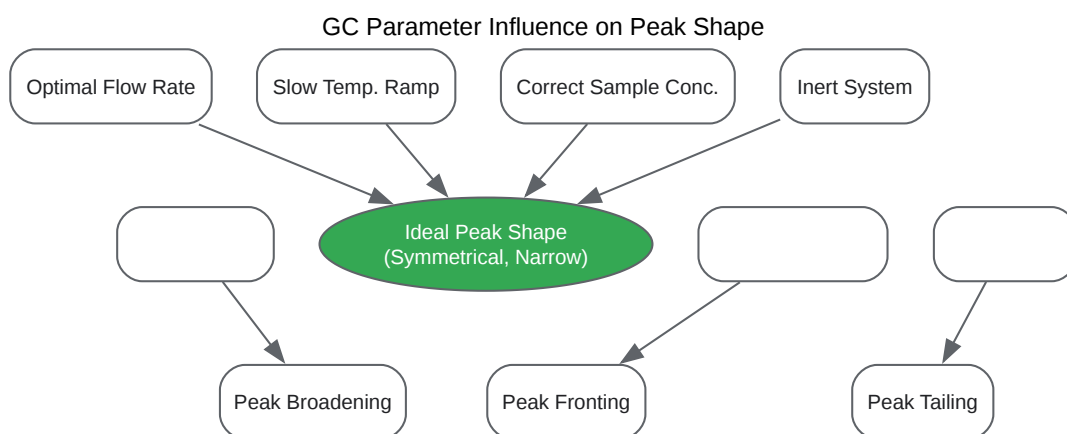 GC Parameter Influence on Peak Shape
Optimal Flow Rate
Slow Temp. Ramp
Correct Sample Conc.
Inert System
Ideal Peak Shape
(Symmetrical, Narrow)
Peak Broadening
Peak Fronting
Peak Tailing